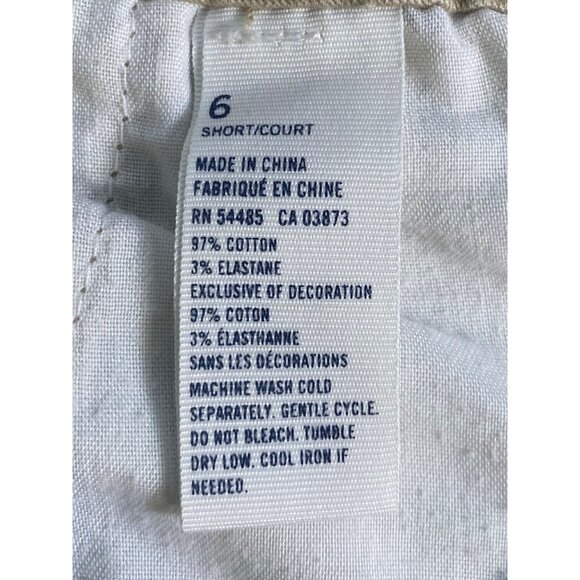 6
SHORT/COURT
MADE IN CHINA
FABRIQUÉ EN CHINE
RN 54485 CA 03873
97% COTTON
3% ELASTANE
EXCLUSIVE OF DECORATION
97% COTON
3% ÉLASTHANNE
SANS LES DÉCORATIONS
MACHINE WASH COLD
SEPARATELY. GENTLE CYCLE.
DO NOT BLEACH. TUMBLE
DRY LOW. COOL IRON IF
NEEDED.